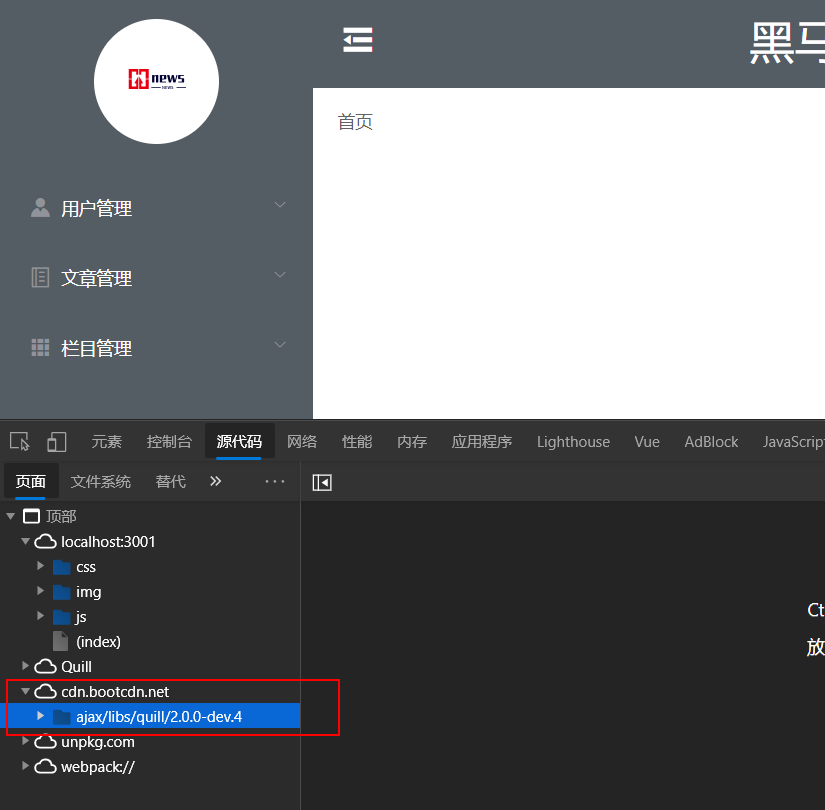 news
黑马
首页
用户管理
文章管理
栏目管理
元素 控制台 源代码 网络 性能 内存 应用程序 Lighthouse Vue AdBlock JavaScrip
页面 文件系统 替代
顶部
localhost:3001
css
img
js
(index)
Quill
cdn.bootcdn.net
ajax/libs/quill/2.0.0-dev.4
unpkg.com
webpack://
Ct
放